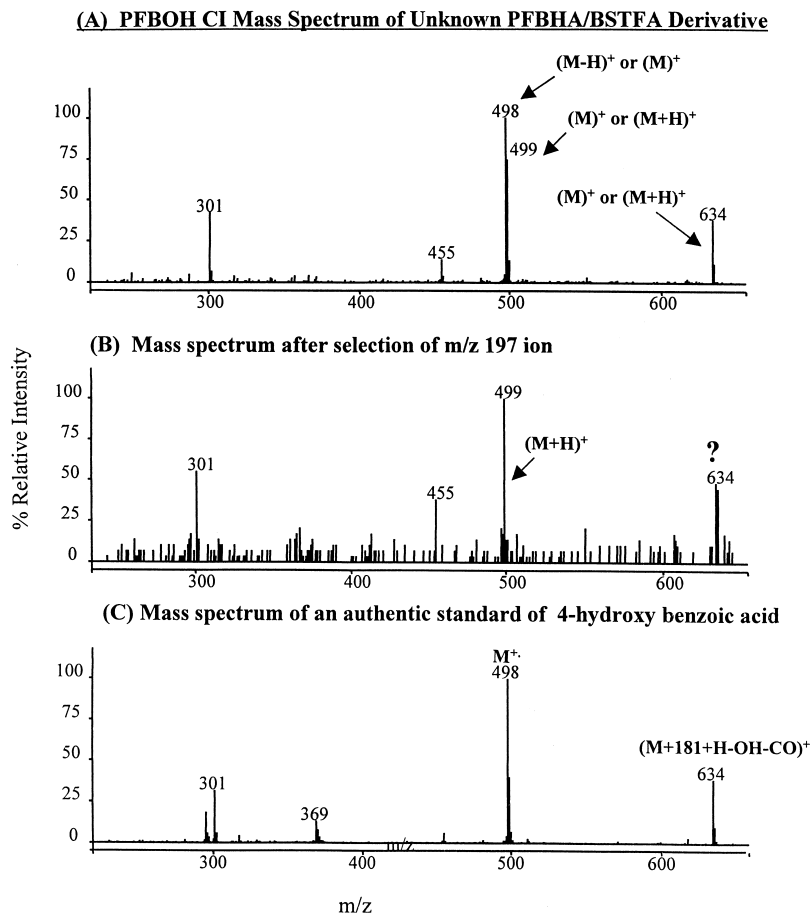 (A) PFBOH CI Mass Spectrum of Unknown PFBHA/BSTFA Derivative
(M-H)+ or (M)+
100
498
(M)+ or (M+H)+
499
75
(M)+ or (M+H)+
50
301
634
25
455
0
300 400 500 600
(B) Mass spectrum after selection of m/z 197 ion
% Relative Intensity
100
499
75
(M+H)+
?
50
301
455
634
25
0
300 400 500 600
(C) Mass spectrum of an authentic standard of 4-hydroxy benzoic acid
M+·
100
498
75
(M+181+H-OH-CO)+
50
301
634
25
369
0
m/z
300 400 500 600
m/z